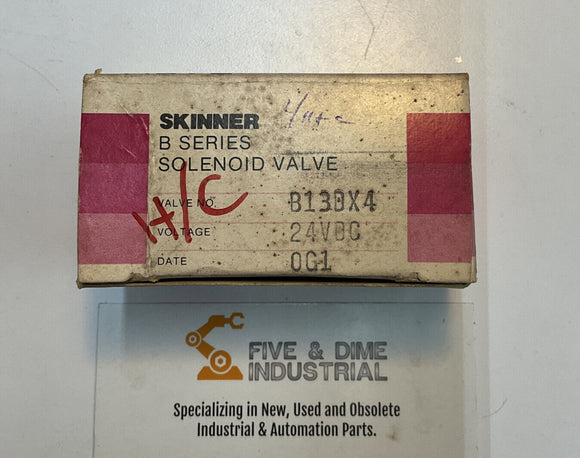 SKINNER
B SERIES
SOLENOID VALVE
H/C
VALVE NO. B13DX4
VOLTAGE 24VDC
DATE 0G1
FIVE & DIME
INDUSTRIAL
Specializing in New, Used and Obsolete
Industrial & Automation Parts.